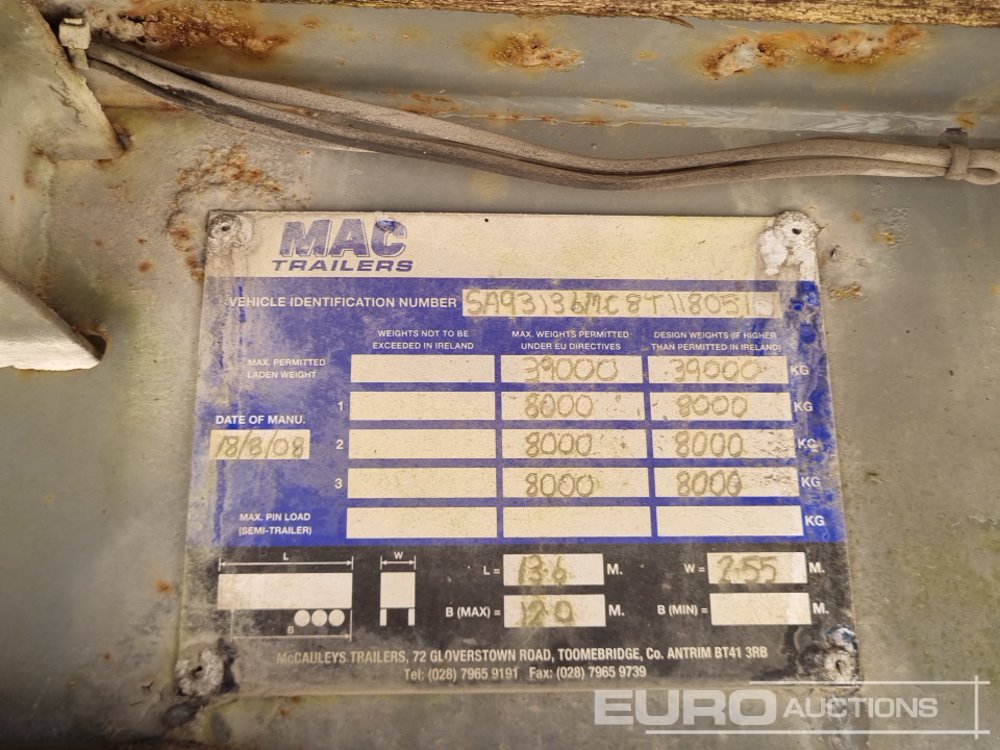 MAC
TRAILERS
VEHICLE IDENTIFICATION NUMBER
WEIGHTS NOT TO BE EXCEEDED IN IRELAND
MAX. WEIGHTS PERMITTED UNDER EU DIRECTIVES
DESIGN WEIGHTS (IF HIGHER THAN PERMITTED IN IRELAND)
MAX. PERMITTED LADEN WEIGHT 39000 39000 KG
1 8000 8000 KG
DATE OF MANU.
18/8/08
2 8000 8000 KG
3 8000 8000 KG
MAX. PIN LOAD (SEMI-TRAILER) KG
L W
B
L = 13.6 M. W = 2.55 M.
B (MAX) = 12.0 M. B (MIN) = M.
McCAULEYS TRAILERS, 72 GLOVERSTOWN ROAD, TOOMEBRIDGE, Co. ANTRIM BT41 3RB
Tel: (028) 7965 9191 Fax: (028) 7965 9739
EURO AUCTIONS